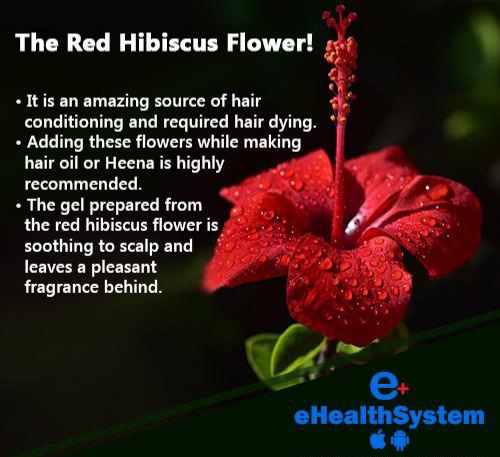 The Red Hibiscus Flower!
• It is an amazing source of hair
conditioning and required hair dying.
• Adding these flowers while making
hair oil or Heena is highly
recommended.
• The gel prepared from
the red hibiscus flower is
soothing to scalp and
leaves a pleasant
fragrance behind.
e+
eHealthSystem